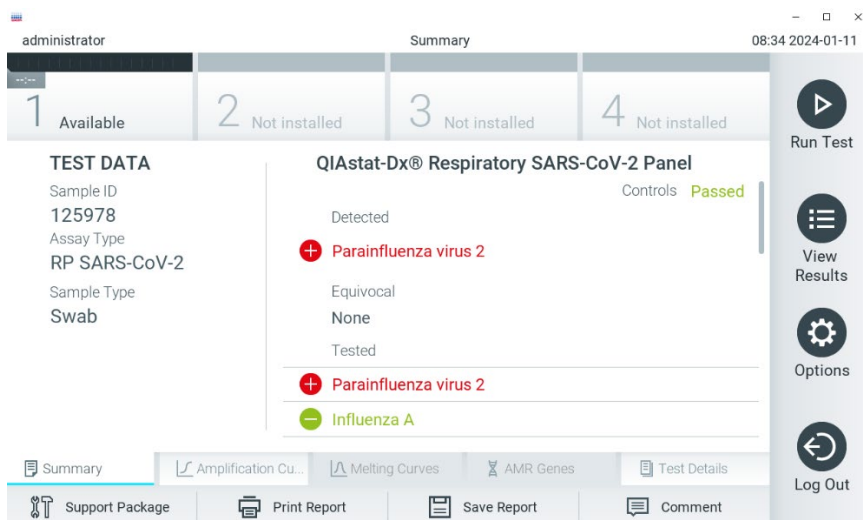 administrator Summary 08:34 2024-01-11
--:--
1 Available 2 Not installed 3 Not installed 4 Not installed
Run Test
TEST DATA
Sample ID
125978
Assay Type
RP SARS-CoV-2
Sample Type
Swab
QIAstat-Dx® Respiratory SARS-CoV-2 Panel
Controls Passed
Detected
Parainfluenza virus 2
Equivocal
None
Tested
Parainfluenza virus 2
Influenza A
View
Results
Options
Log Out
Summary Amplification Cu... Melting Curves AMR Genes Test Details
Support Package Print Report Save Report Comment